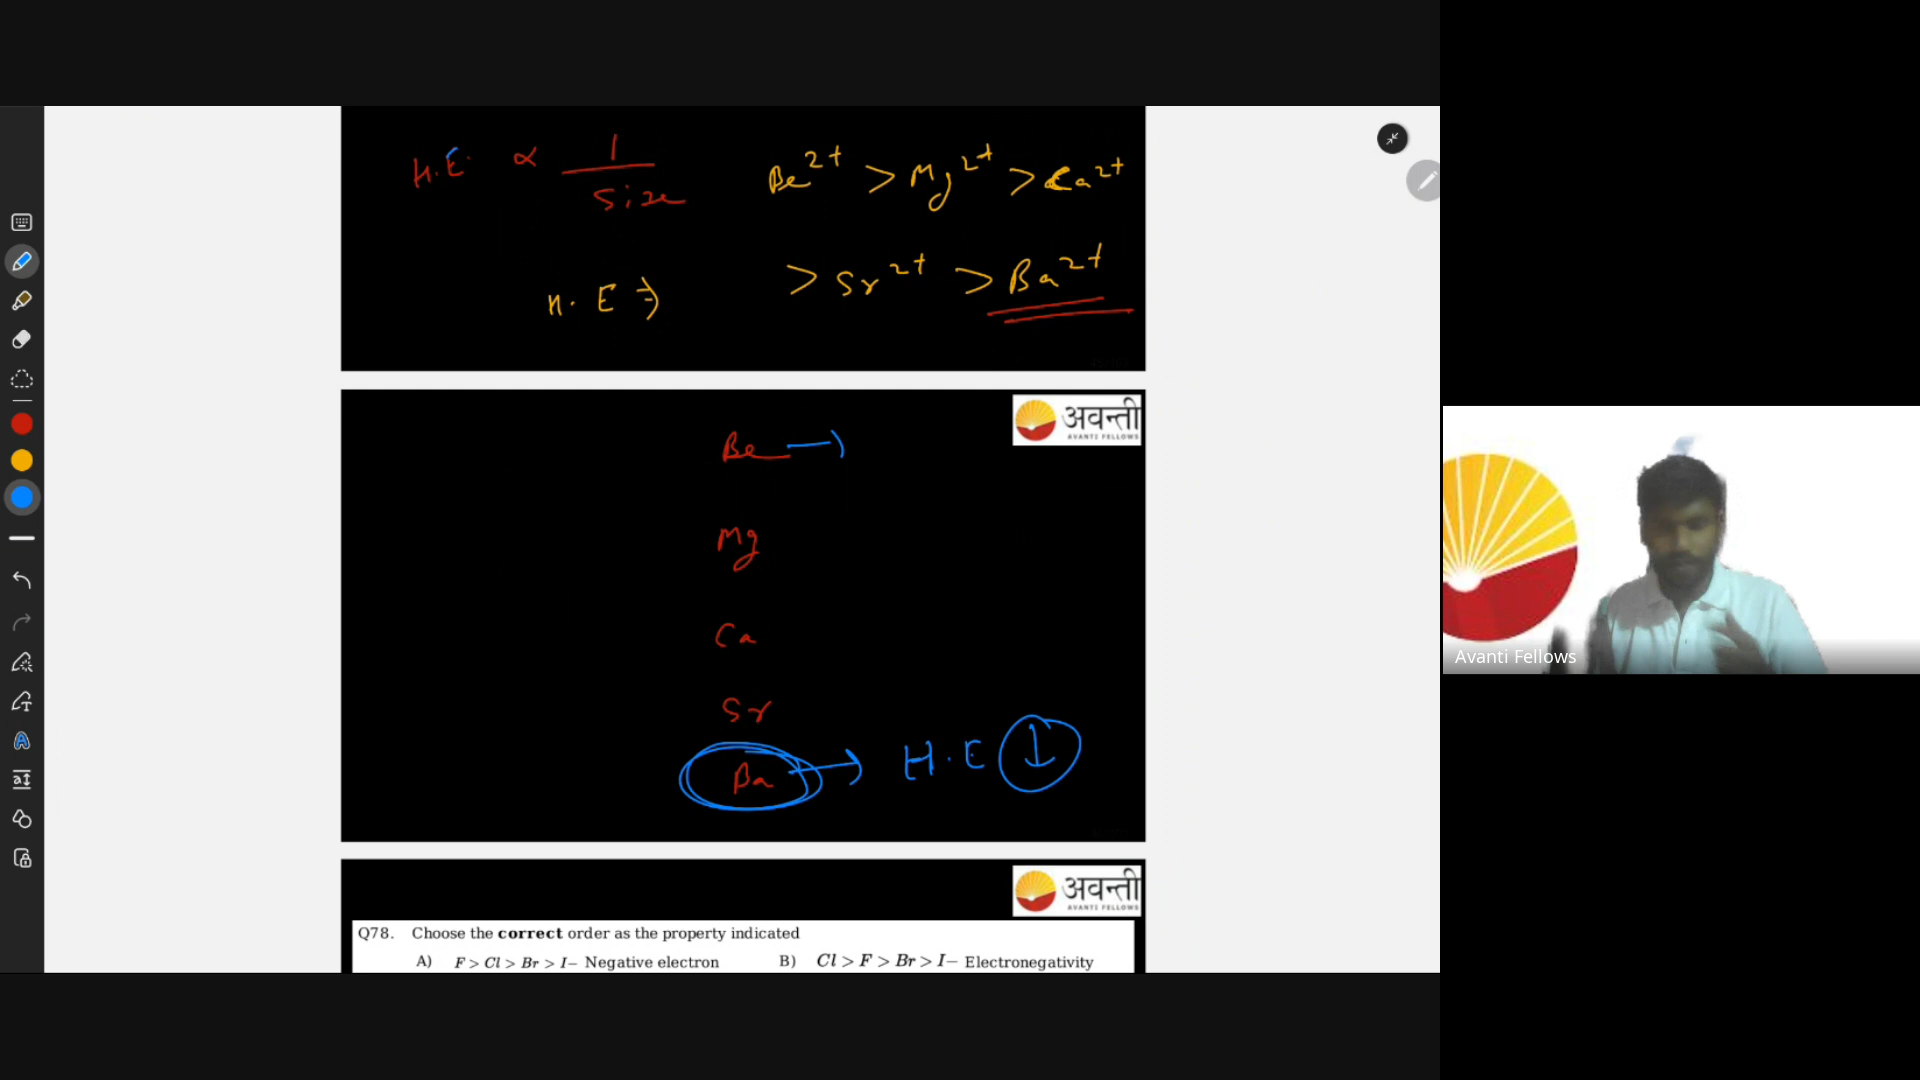 H.E. ∝ 1 / Size
Be²⁺ > Mg²⁺ > Ca²⁺
> Sr²⁺ > Ba²⁺
H.E ⇒
अवन्ती
AVANTI FELLOWS
Be →
Mg
Ca
Sr
Ba → H.E ↓
अवन्ती
AVANTI FELLOWS
Q78. Choose the correct order as the property indicated
A) F > Cl > Br > I− Negative electron
B) Cl > F > Br > I− Electronegativity
Avanti Fellows